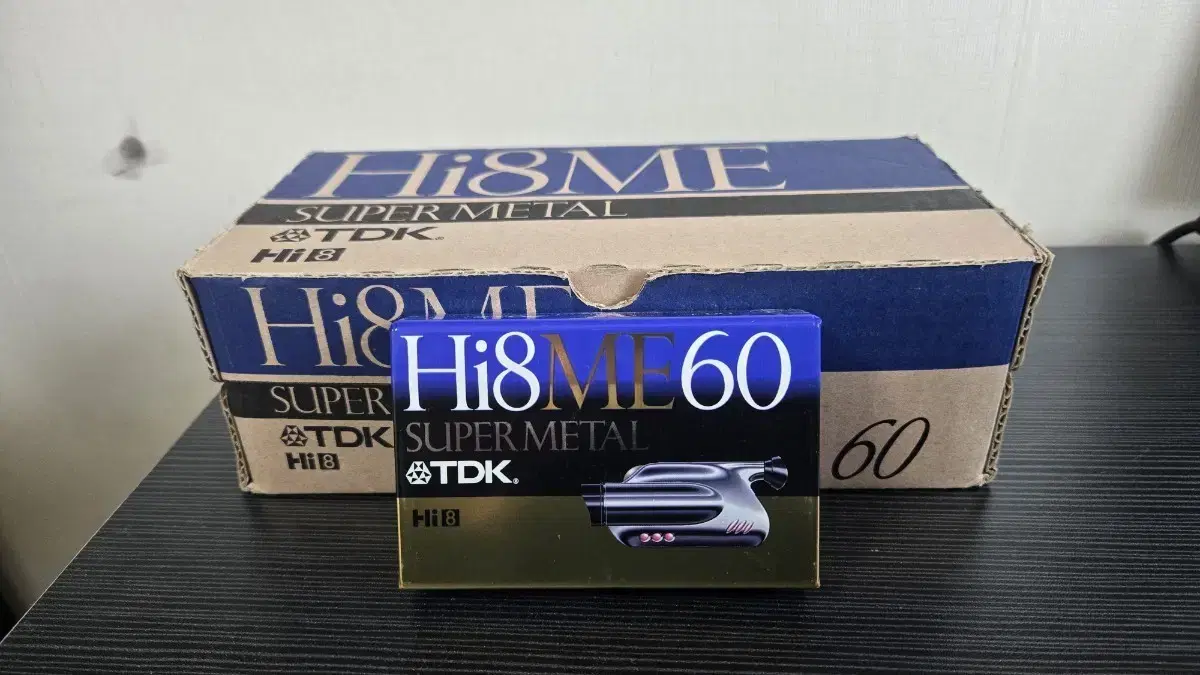 Hi8ME
SUPER METAL
TDK®
Hi8
Hi8ME
SUPER
TDK
Hi8
60
Hi8ME60
SUPER METAL
TDK®
Hi8